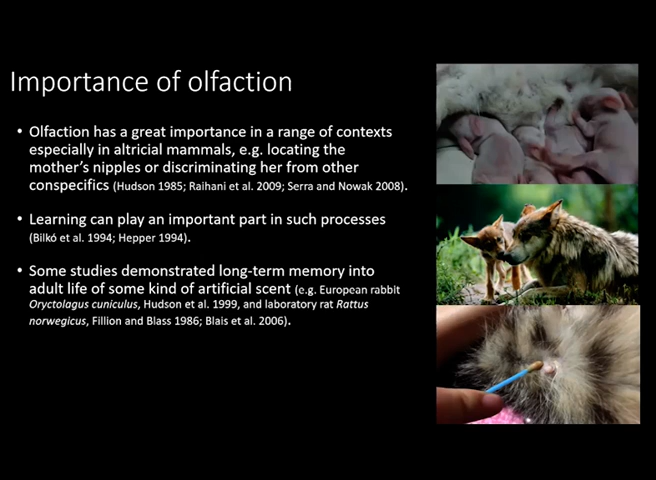 Importance of olfaction
• Olfaction has a great importance in a range of contexts
especially in altricial mammals, e.g. locating the
mother's nipples or discriminating her from other
conspecifics (Hudson 1985; Raihani et al. 2009; Serra and Nowak 2008).
• Learning can play an important part in such processes
(Bilkó et al. 1994; Hepper 1994).
• Some studies demonstrated long-term memory into
adult life of some kind of artificial scent (e.g. European rabbit
Oryctolagus cuniculus, Hudson et al. 1999, and laboratory rat Rattus
norwegicus, Fillion and Blass 1986; Blais et al. 2006).